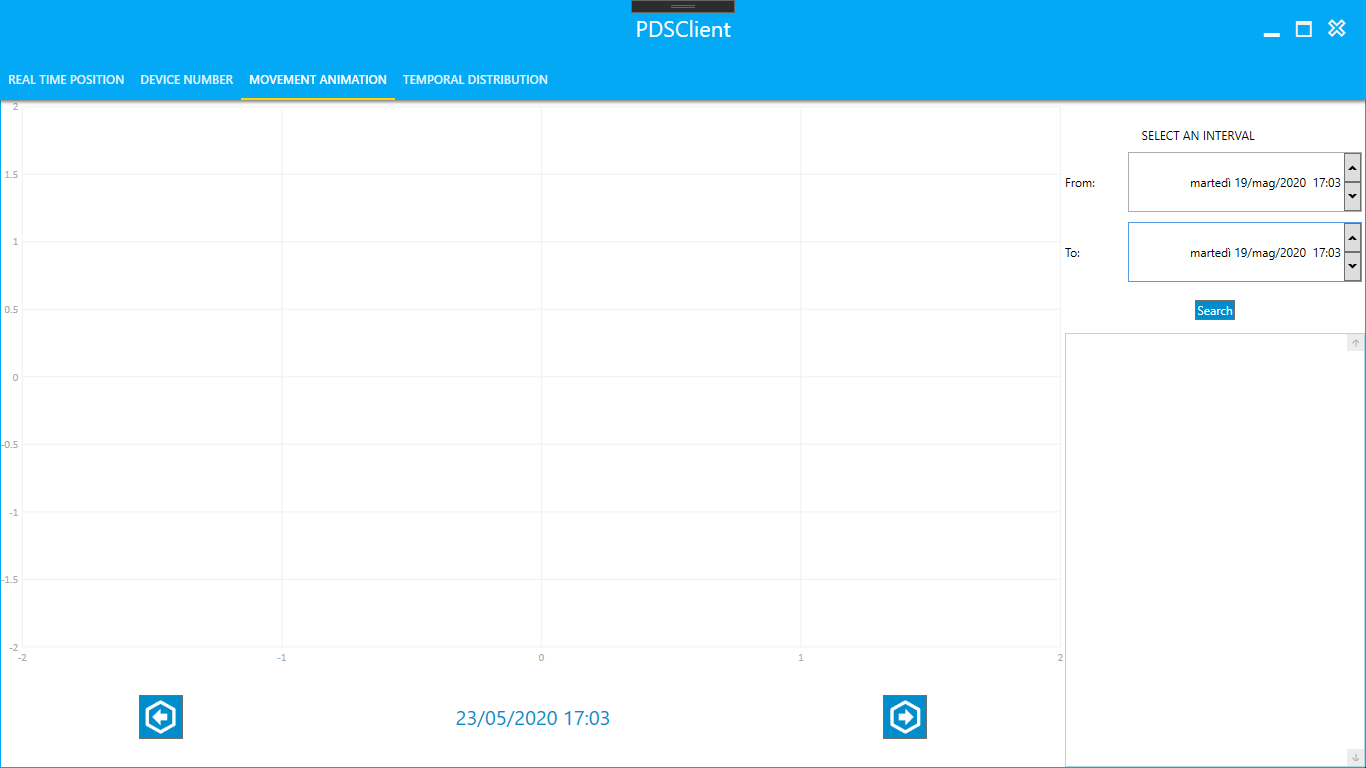 PDSClient
REAL TIME POSITION
DEVICE NUMBER
MOVEMENT ANIMATION
TEMPORAL DISTRIBUTION
2
1.5
1
0.5
0
-0.5
-1
-1.5
-2
-2
-1
0
1
2
23/05/2020 17:03
SELECT AN INTERVAL
From:
martedì 19/mag/2020 17:03
To:
martedì 19/mag/2020 17:03
Search